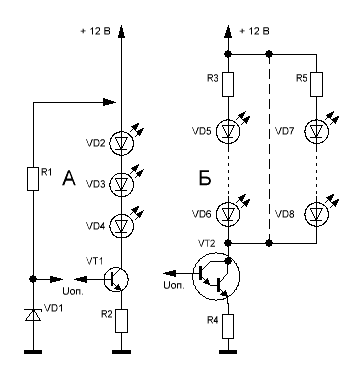 + 12 В
+ 12 В
R3
R5
VD2
VD5
VD7
R1
А
VD3
Б
VD4
VD6
VD8
VT2
VT1
Uоп.
Uоп.
VD1
R2
R4